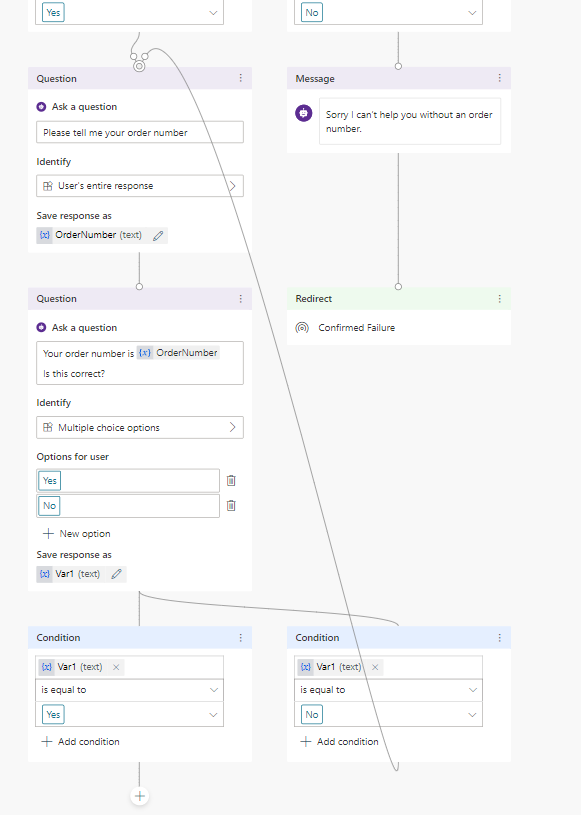 Yes
No
Question
Ask a question
Please tell me your order number
Identify
User's entire response
Save response as
{x} OrderNumber (text)
Message
Sorry I can't help you without an order
number.
Question
Ask a question
Your order number is {x} OrderNumber
Is this correct?
Identify
Multiple choice options
Options for user
Yes
No
New option
Save response as
{x} Var1 (text)
Redirect
Confirmed Failure
Condition
{x} Var1 (text)
is equal to
Yes
Add condition
Condition
{x} Var1 (text)
is equal to
No
Add condition